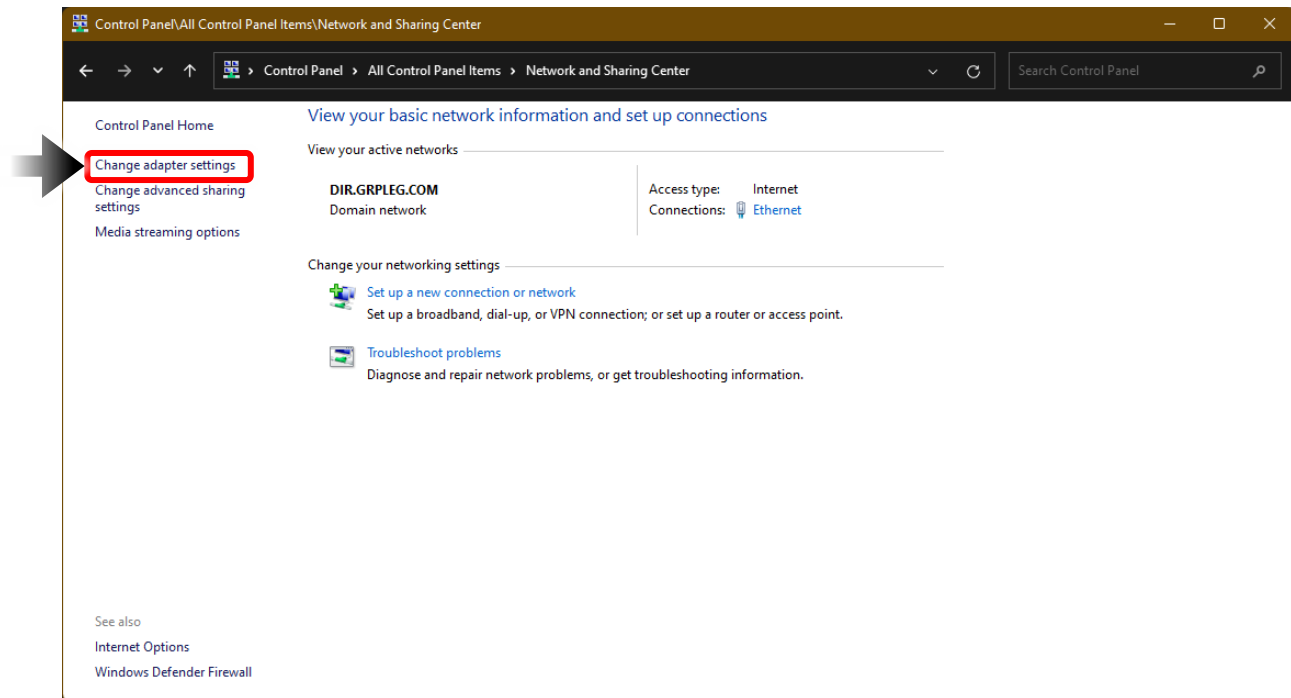 Control Panel\All Control Panel Items\Network and Sharing Center
Control Panel > All Control Panel Items > Network and Sharing Center
Search Control Panel
Control Panel Home
Change adapter settings
Change advanced sharing
settings
Media streaming options
View your basic network information and set up connections
View your active networks
DIR.GRPLEG.COM
Domain network
Access type: Internet
Connections: Ethernet
Change your networking settings
Set up a new connection or network
Set up a broadband, dial-up, or VPN connection; or set up a router or access point.
Troubleshoot problems
Diagnose and repair network problems, or get troubleshooting information.
See also
Internet Options
Windows Defender Firewall